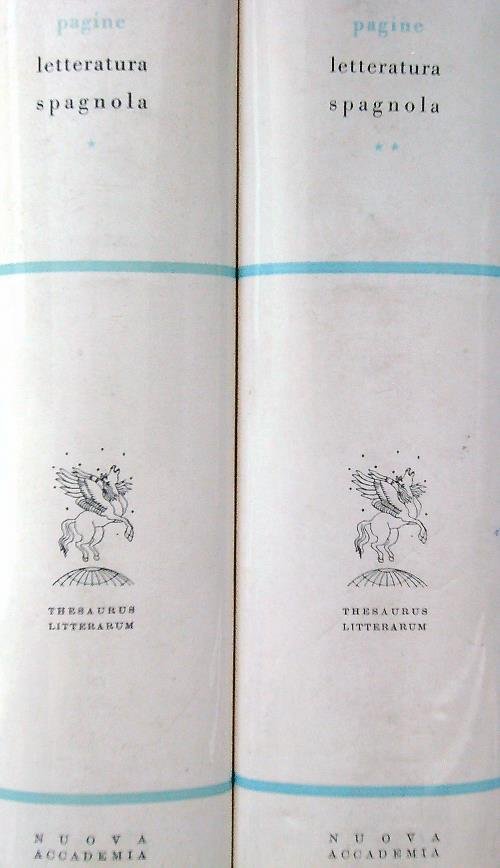 pagine
letteratura
spagnola
*
THESAURUS
LITTERARUM
NUOVA
ACCADEMIA
pagine
letteratura
spagnola
**
THESAURUS
LITTERARUM
NUOVA
ACCADEMIA